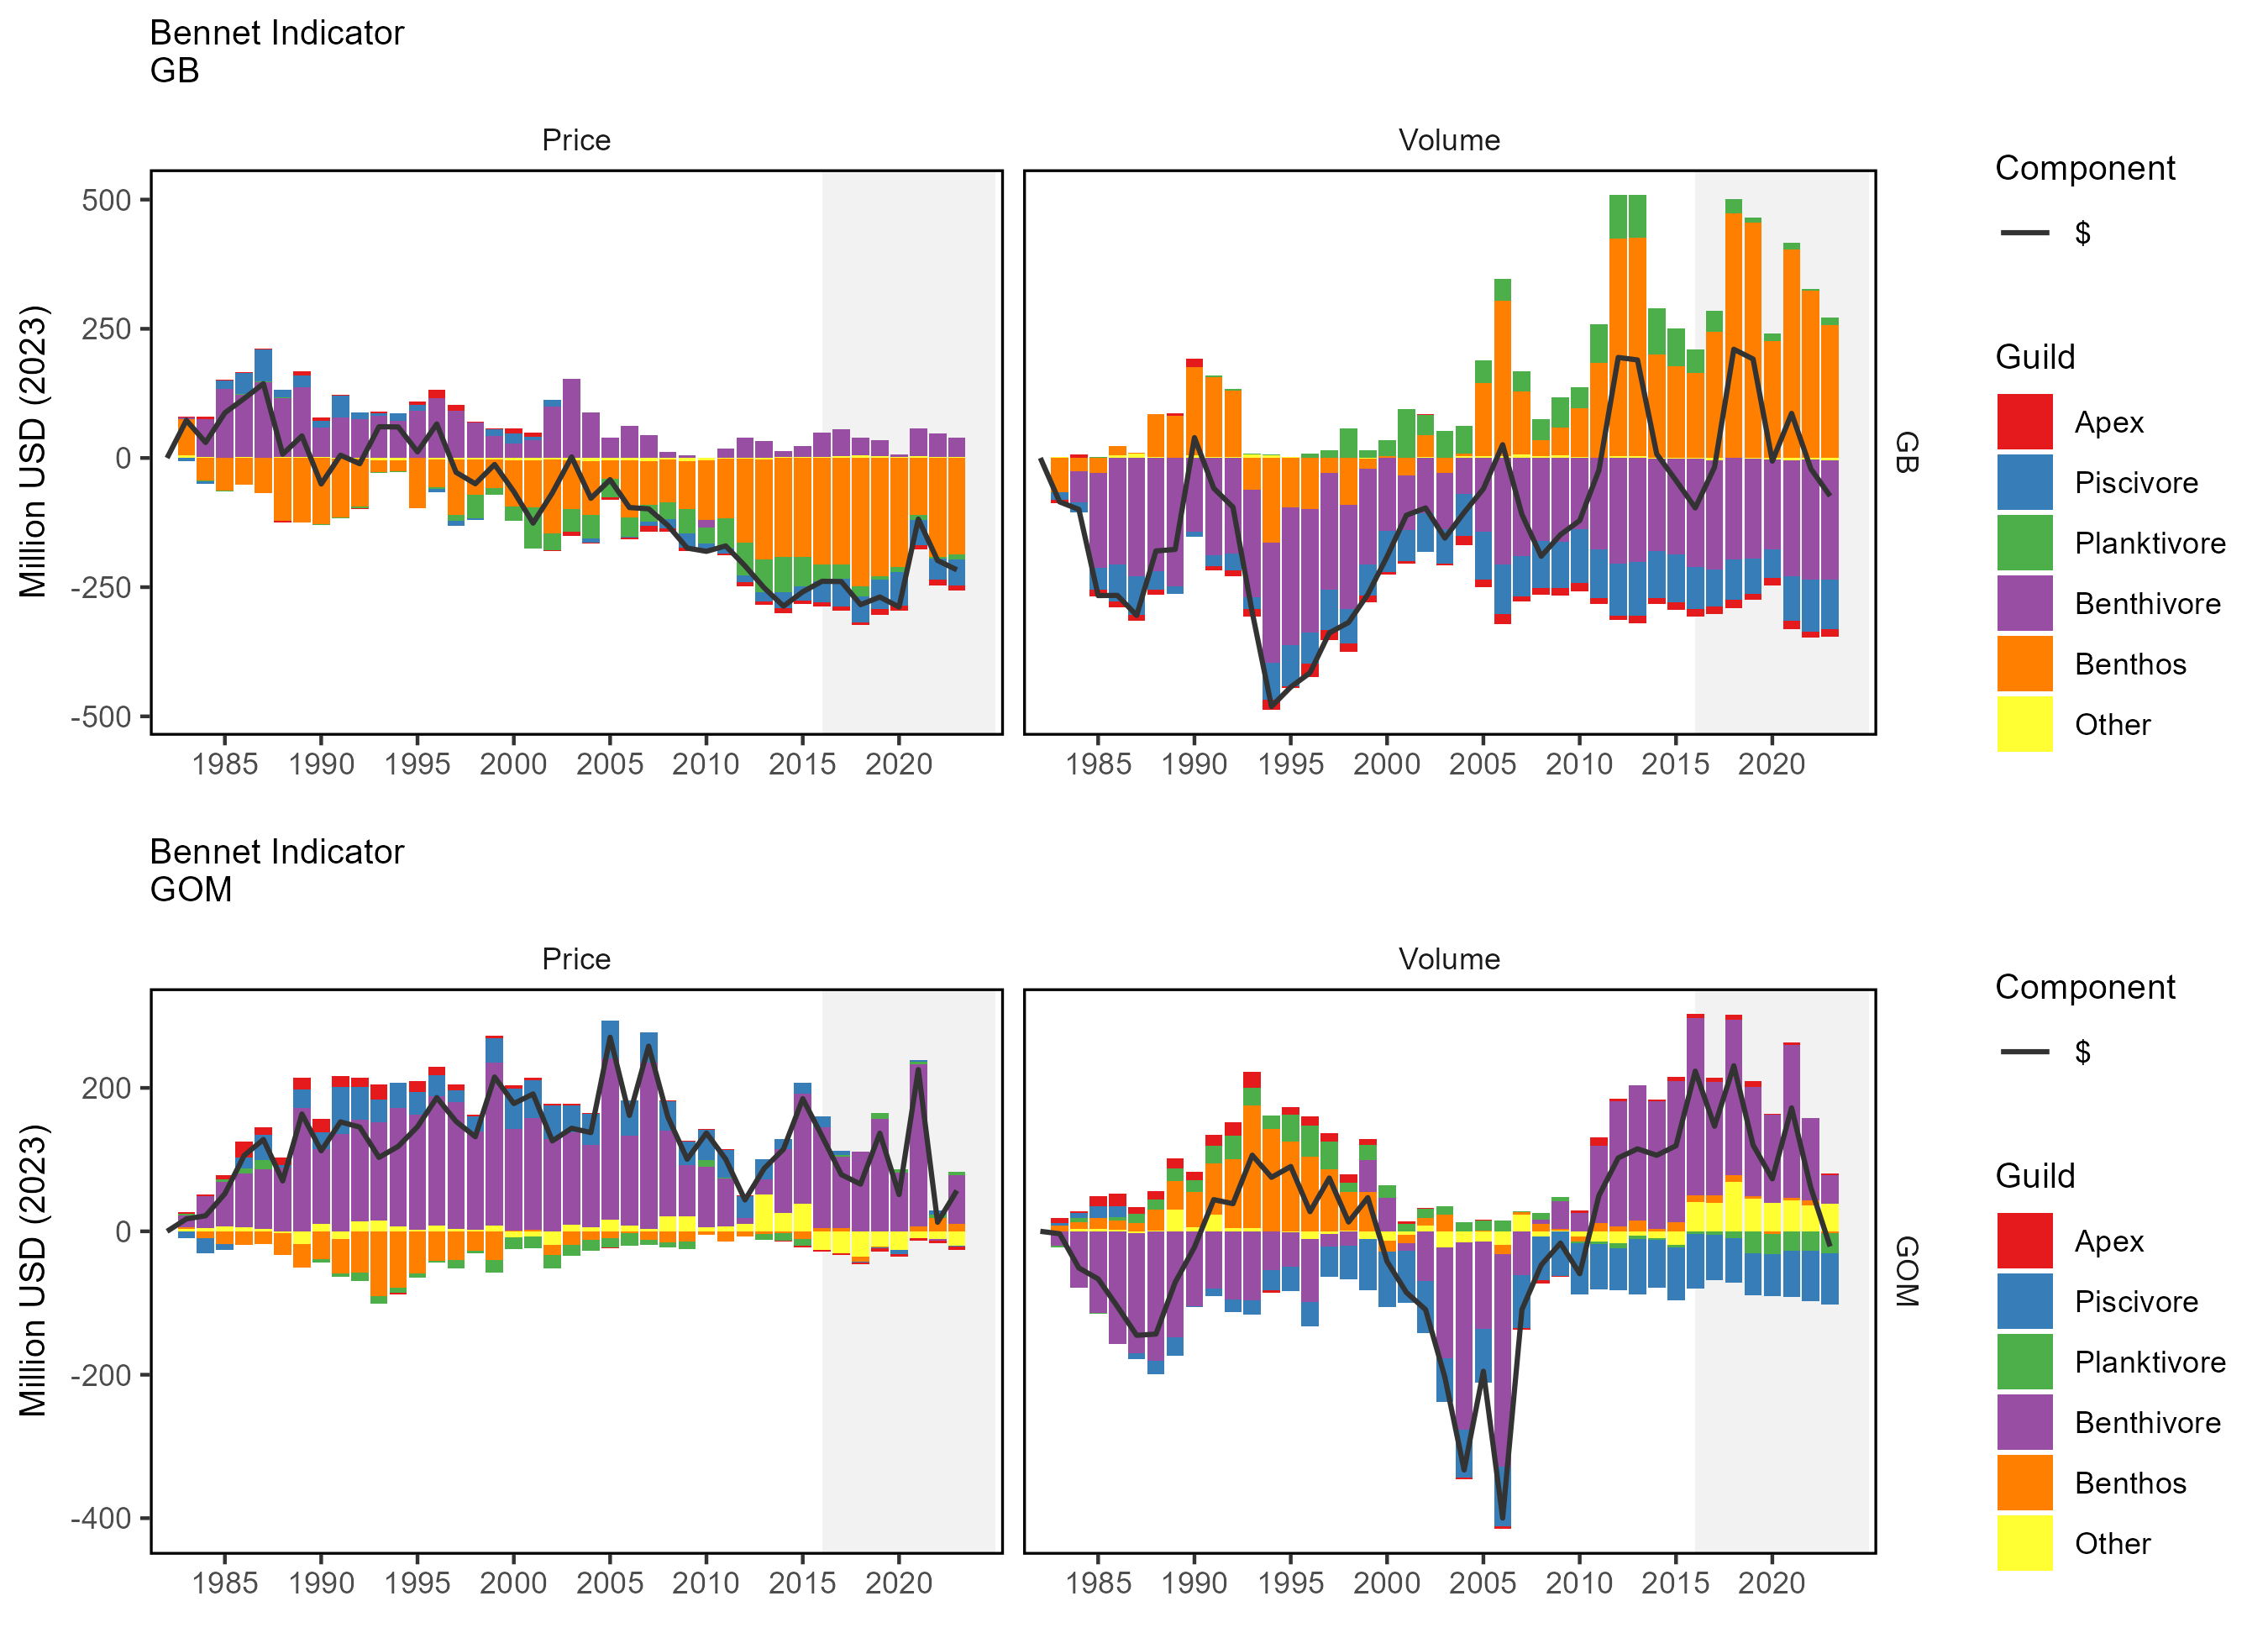 Bennet Indicator
GB
Price
Volume
Million USD (2023)
500
250
0
-250
-500
1985 1990 1995 2000 2005 2010 2015 2020
1985 1990 1995 2000 2005 2010 2015 2020
GB
Component
$
Guild
Apex
Piscivore
Planktivore
Benthivore
Benthos
Other
Bennet Indicator
GOM
Price
Volume
Million USD (2023)
200
0
-200
-400
1985 1990 1995 2000 2005 2010 2015 2020
1985 1990 1995 2000 2005 2010 2015 2020
GOM
Component
$
Guild
Apex
Piscivore
Planktivore
Benthivore
Benthos
Other